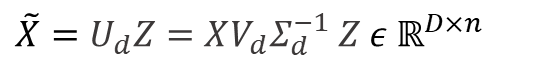 X̃ = U_d Z = X V_d Σ_d^{-1} Z ϵ ℝ^{D×n}